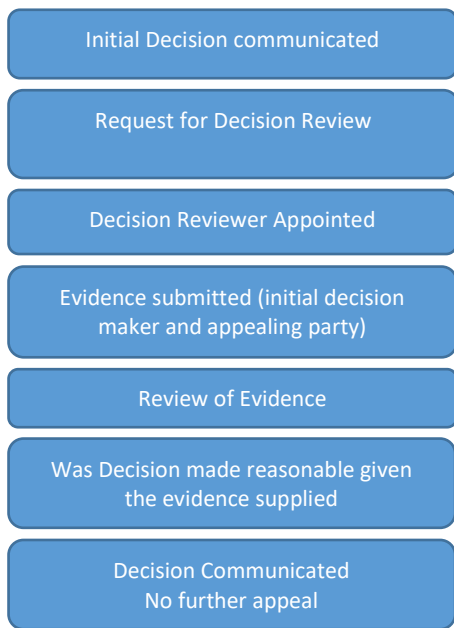 Initial Decision communicated
Request for Decision Review
Decision Reviewer Appointed
Evidence submitted (initial decision
maker and appealing party)
Review of Evidence
Was Decision made reasonable given
the evidence supplied
Decision Communicated
No further appeal